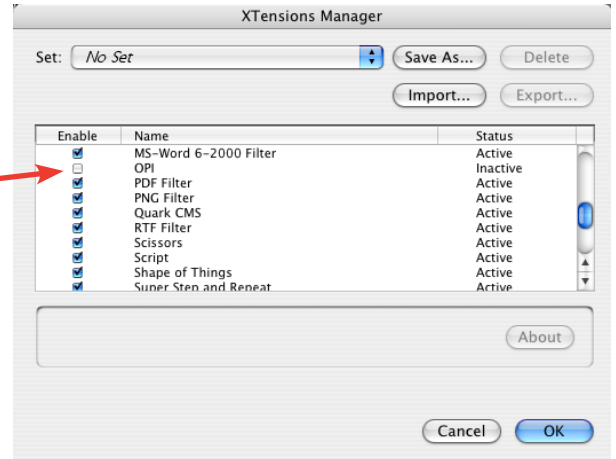 XTensions Manager
Set: No Set Save As... Delete
Import... Export...
Enable Name Status
MS-Word 6-2000 Filter Active
OPI Inactive
PDF Filter Active
PNG Filter Active
Quark CMS Active
RTF Filter Active
Scissors Active
Script Active
Shape of Things Active
Super Step and Repeat Active
About
Cancel OK